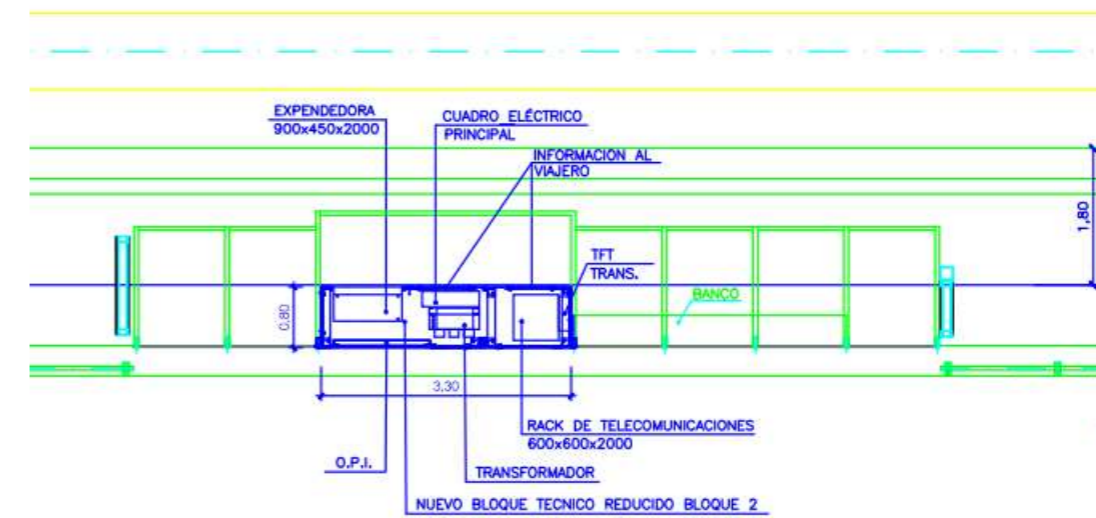 EXPENDEDORA
900x450x2000
CUADRO ELÉCTRICO
PRINCIPAL
INFORMACION AL
VIAJERO
1,80
TFT
TRANS.
BANCO
0,80
3,30
RACK DE TELECOMUNICACIONES
600x600x2000
O.P.I.
TRANSFORMADOR
NUEVO BLOQUE TECNICO REDUCIDO BLOQUE 2